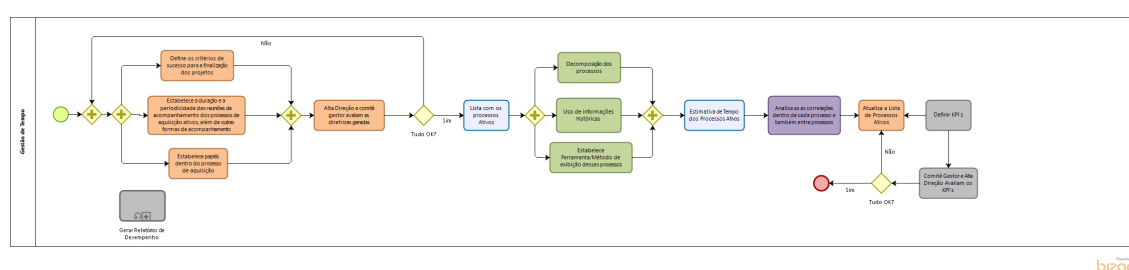 Gestão de Tempo
Não
Define os critérios de
sucesso para a finalização
dos projetos
Estabelece a duração e a
periodicidade das reuniões de
acompanhamento dos processos
de aquisição ativos, além de outras
formas de acompanhamento
Estabelece papéis
dentro do processo
de aquisição
Alta Direção e comitê
gestor avaliam as
diretrizes geradas
Tudo OK?
Sim
Lista com os
processos
Ativos
Decomposição dos
processos
Uso de informações
históricas
Estabelece
Ferramenta/Método de
exibição desses processos
Estimativa de Tempo
dos Processos Ativos
Analisa as as correlações
dentro de cada processo e
também entre processos
Atualiza a Lista
de Processos
Ativos
Definir KPI's
Não
Comitê Gestor e Alta
Direção Avaliam os
KPI's
Tudo OK?
Sim
Gerar Relatórios de
Desempenho